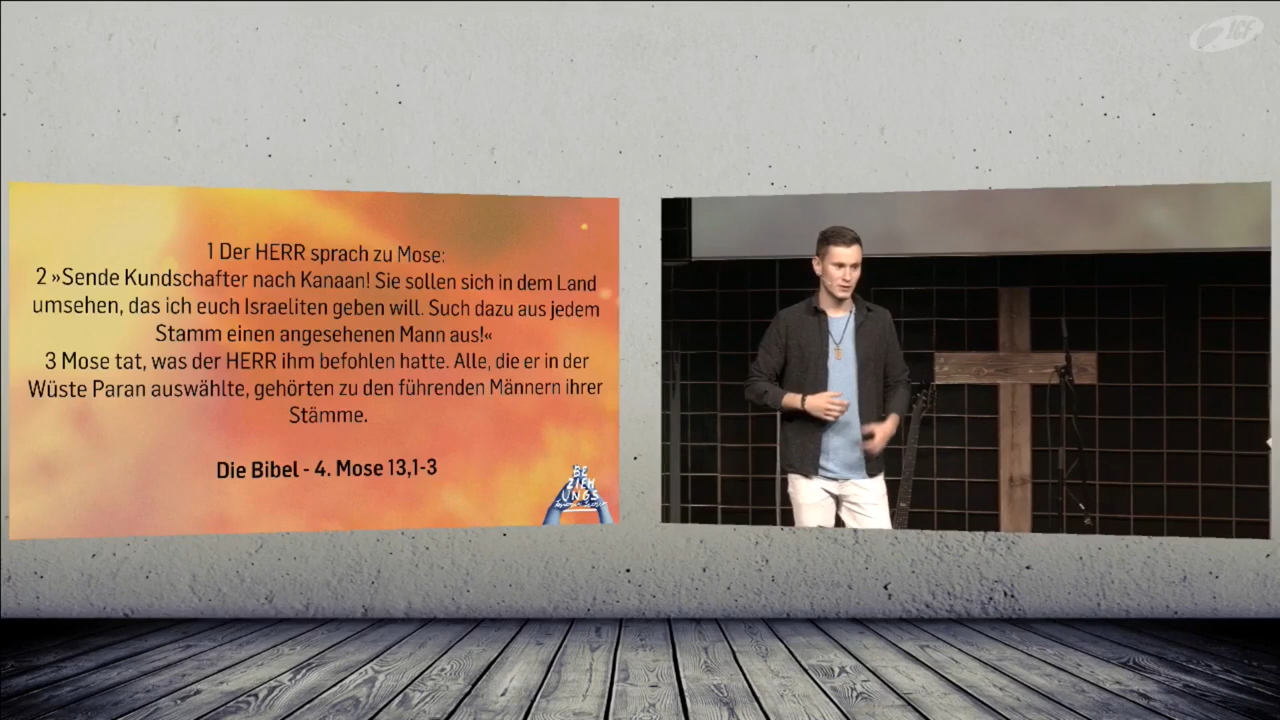 1 Der HERR sprach zu Mose:
2 »Sende Kundschafter nach Kanaan! Sie sollen sich in dem Land
umsehen, das ich euch Israeliten geben will. Such dazu aus jedem
Stamm einen angesehenen Mann aus!«
3 Mose tat, was der HERR ihm befohlen hatte. Alle, die er in der
Wüste Paran auswählte, gehörten zu den führenden Männern ihrer
Stämme.
Die Bibel - 4. Mose 13,1-3
BE
ZIEH
UNGS
ICF